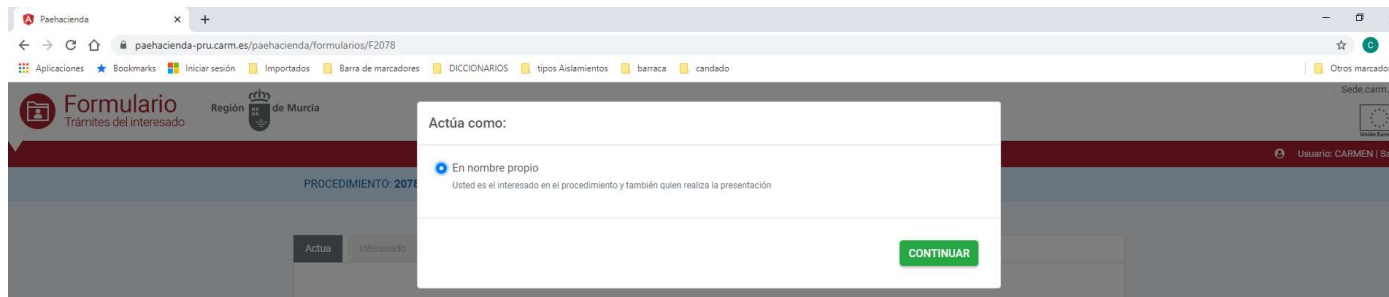 Paehacienda
paehacienda-pru.carm.es/paehacienda/formularios/F2078
Aplicaciones Bookmarks Iniciar sesión Importados Barra de marcadores DICCIONARIOS tipos Aislamientos barraca candado Otros marcado
Sede.carm.
Formulario
Trámites del interesado
Región de Murcia
Actúa como:
Usuario: CARMEN | Sa
En nombre propio
Usted es el interesado en el procedimiento y también quien realiza la presentación
PROCEDIMIENTO: 2078
Actua Interesado
CONTINUAR